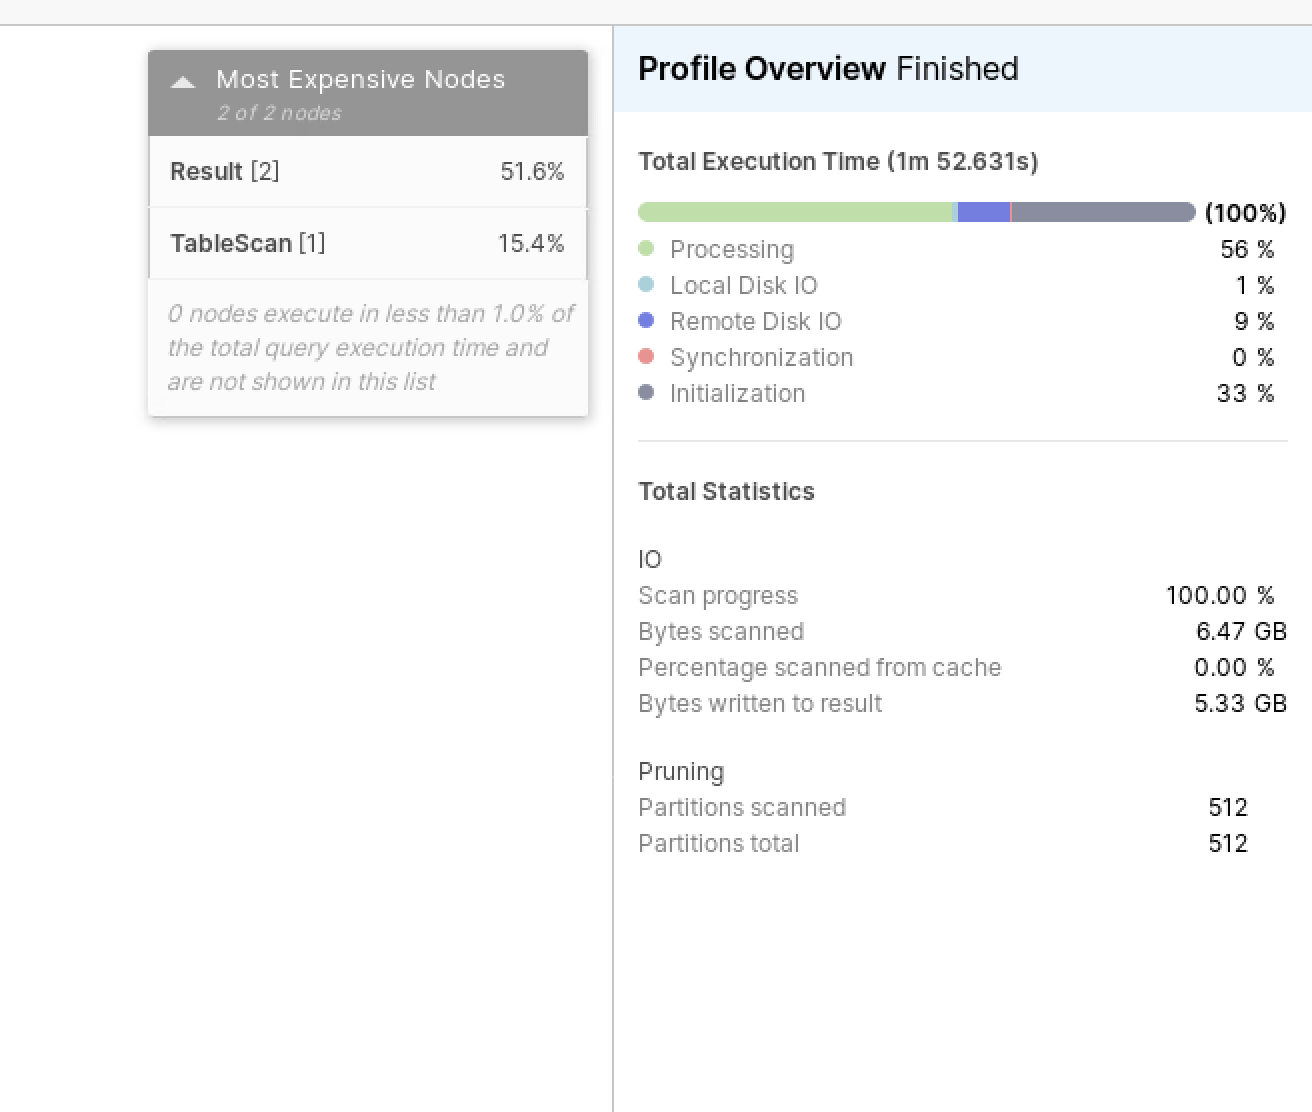 Most Expensive Nodes
2 of 2 nodes
Result [2] 51.6%
TableScan [1] 15.4%
0 nodes execute in less than 1.0% of
the total query execution time and
are not shown in this list
Profile Overview Finished
Total Execution Time (1m 52.631s)
(100%)
Processing 56 %
Local Disk IO 1 %
Remote Disk IO 9 %
Synchronization 0 %
Initialization 33 %
Total Statistics
IO
Scan progress 100.00 %
Bytes scanned 6.47 GB
Percentage scanned from cache 0.00 %
Bytes written to result 5.33 GB
Pruning
Partitions scanned 512
Partitions total 512